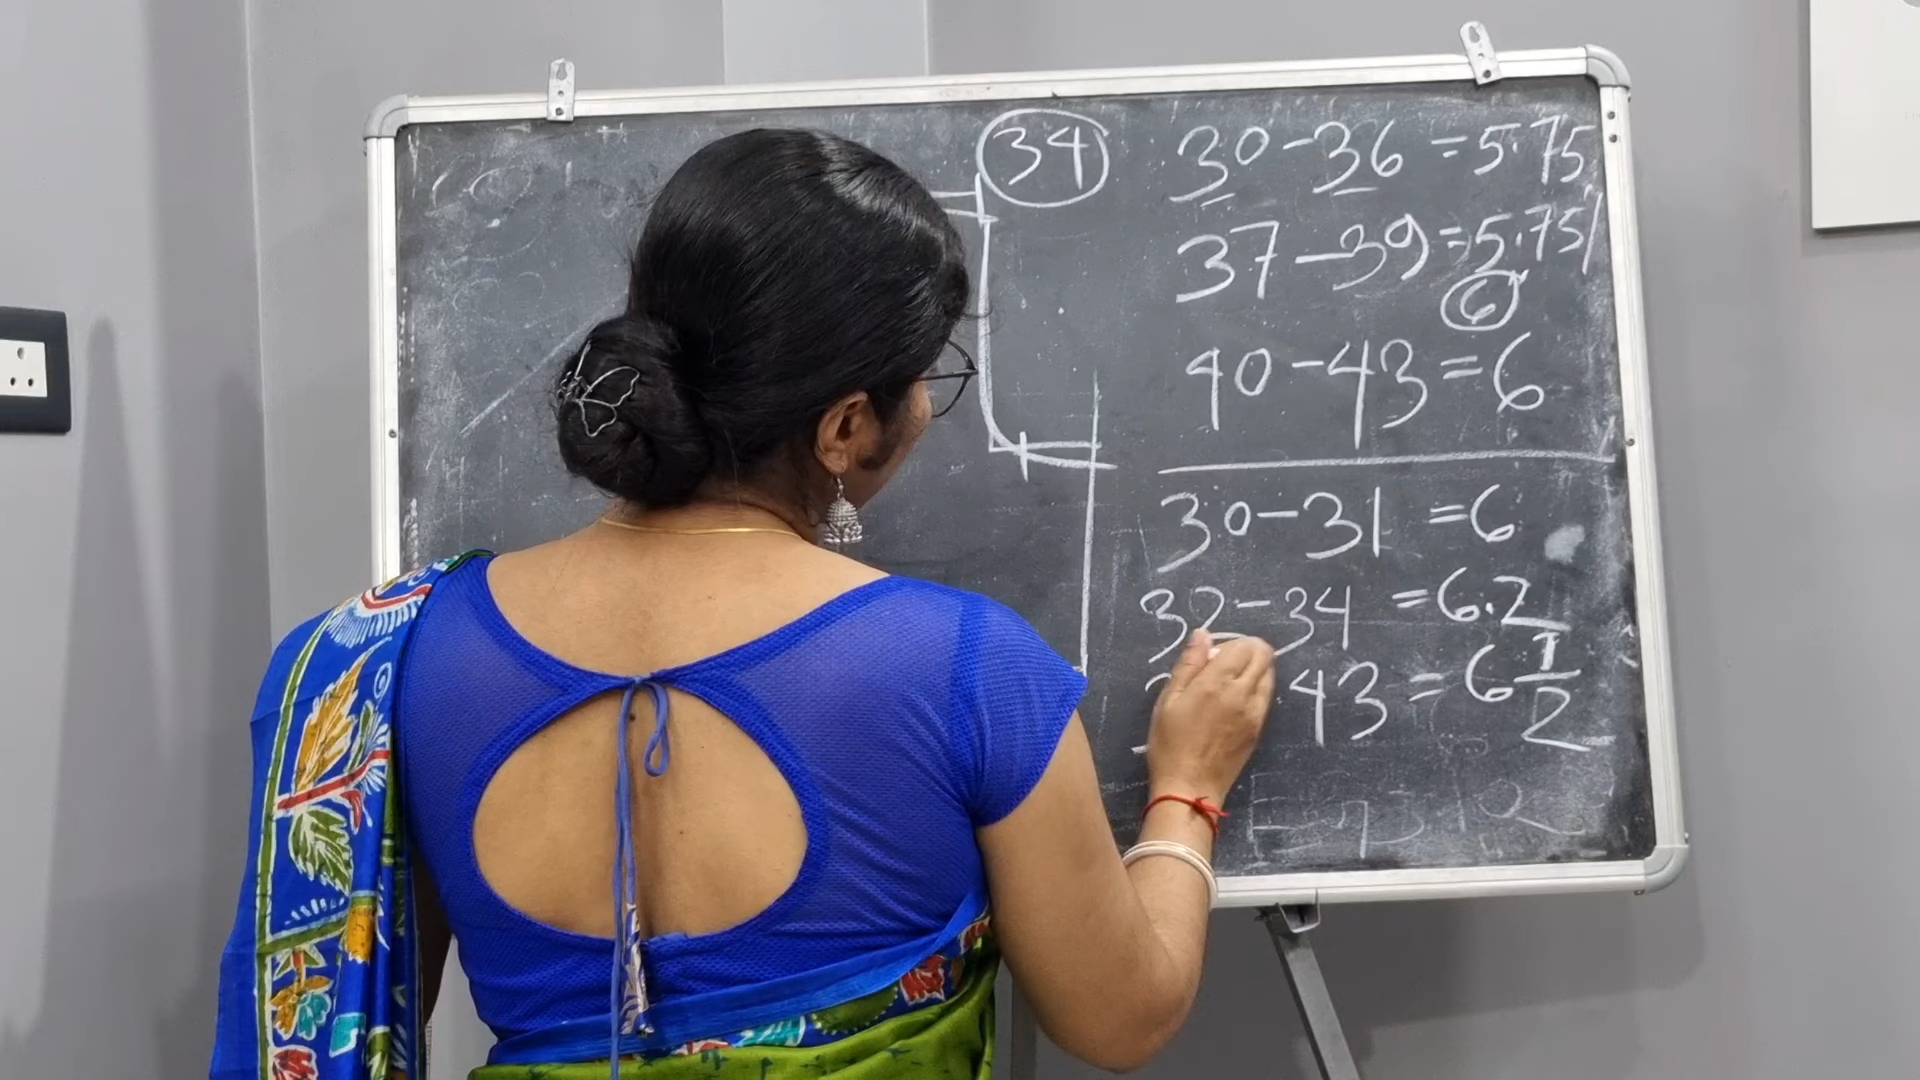 34
30-36 = 5.75
37-39 = 5.75/
6
40-43 = 6
30-31 = 6
32-34 = 6.2
43 = 6 1/2